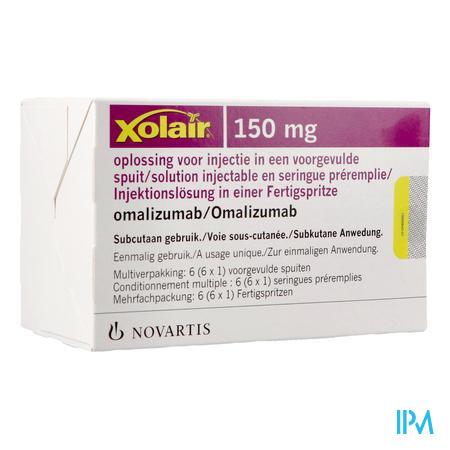 Xolair® 150 mg
oplossing voor injectie in een voorgevulde
spuit/solution injectable en seringue préremplie/
Injektionslösung in einer Fertigspritze
omalizumab/Omalizumab
Subcutaan gebruik./Voie sous-cutanée./Subkutane Anwendung.
Eenmalig gebruik./A usage unique./Zur einmaligen Anwendung.
Multiverpakking: 6 (6 x 1) voorgevulde spuiten
Conditionnement multiple : 6 (6 x 1) seringues préremplies
Mehrfachpackung: 6 (6 x 1) Fertigspritzen
NOVARTIS
IPM